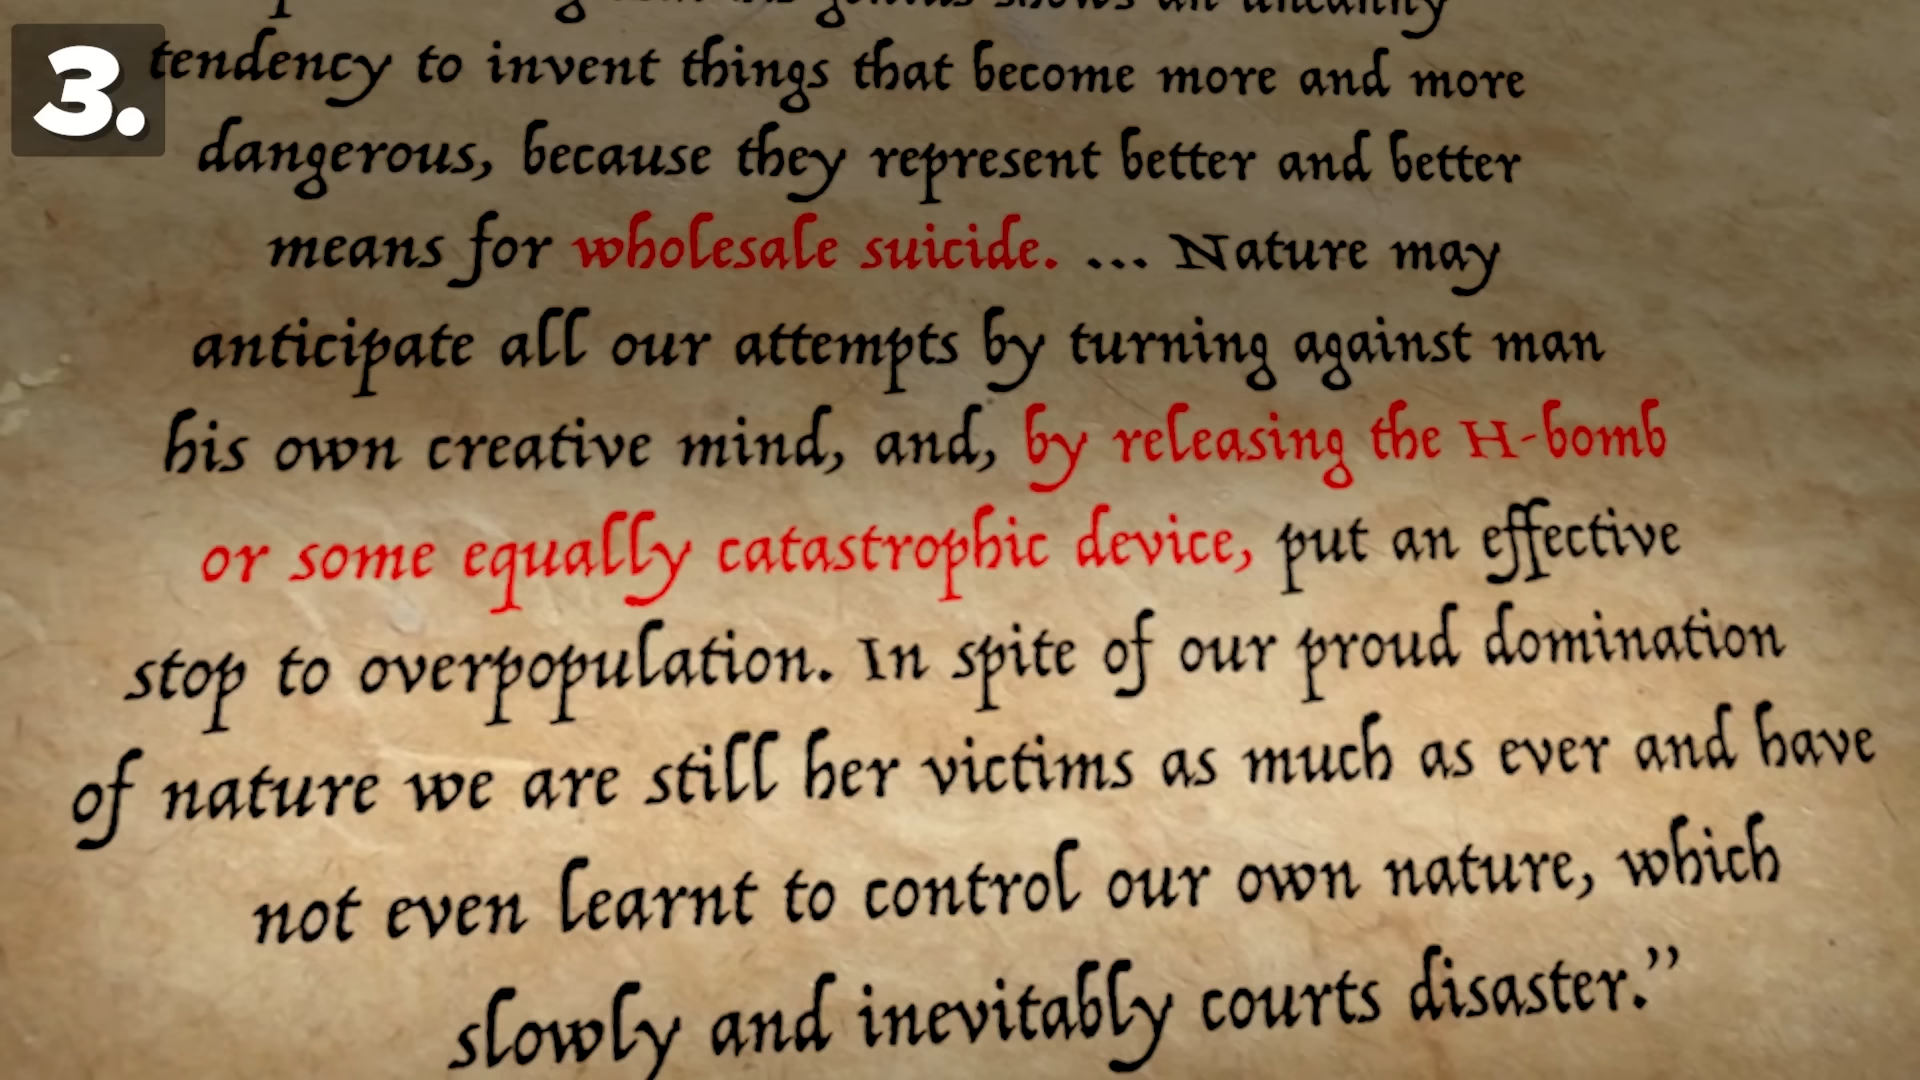 genius shows an uncanny
3.
tendency to invent things that become more and more
dangerous, because they represent better and better
means for wholesale suicide. ... Nature may
anticipate all our attempts by turning against man
his own creative mind, and, by releasing the H-bomb
or some equally catastrophic device, put an effective
stop to overpopulation. In spite of our proud domination
of nature we are still her victims as much as ever and have
not even learnt to control our own nature, which
slowly and inevitably courts disaster.”